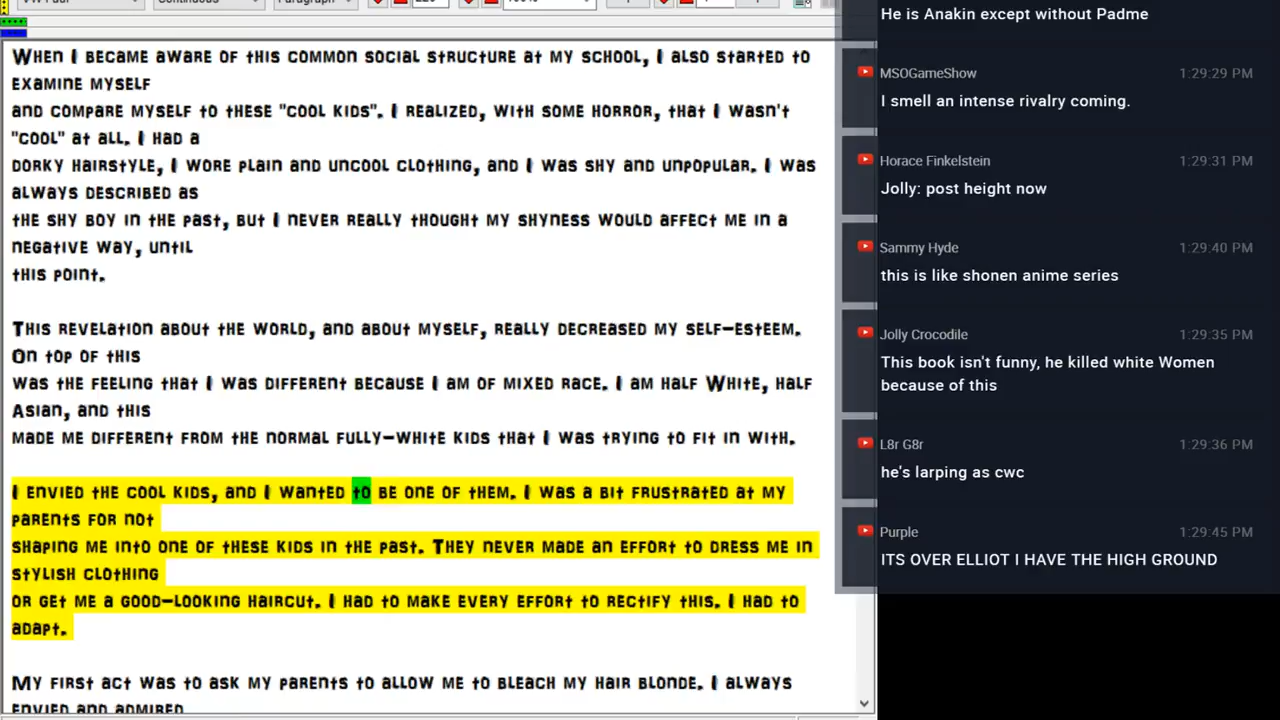 VW Paul
Continuous
Paragraph
WHEN I BECAME AWARE OF THIS COMMON SOCIAL STRUCTURE AT MY SCHOOL, I ALSO STARTED TO
EXAMINE MYSELF
AND COMPARE MYSELF TO THESE "COOL KIDS". I REALIZED, WITH SOME HORROR, THAT I WASN'T
"COOL" AT ALL. I HAD A
DORKY HAIRSTYLE, I WORE PLAIN AND UNCOOL CLOTHING, AND I WAS SHY AND UNPOPULAR. I WAS
ALWAYS DESCRIBED AS
THE SHY BOY IN THE PAST, BUT I NEVER REALLY THOUGHT MY SHYNESS WOULD AFFECT ME IN A
NEGATIVE WAY, UNTIL
THIS POINT.
THIS REVELATION ABOUT THE WORLD, AND ABOUT MYSELF, REALLY DECREASED MY SELF-ESTEEM.
ON TOP OF THIS
WAS THE FEELING THAT I WAS DIFFERENT BECAUSE I AM OF MIXED RACE. I AM HALF WHITE, HALF
ASIAN, AND THIS
MADE ME DIFFERENT FROM THE NORMAL FULLY-WHITE KIDS THAT I WAS TRYING TO FIT IN WITH.
I ENVIED THE COOL KIDS, AND I WANTED TO BE ONE OF THEM. I WAS A BIT FRUSTRATED AT MY
PARENTS FOR NOT
SHAPING ME INTO ONE OF THESE KIDS IN THE PAST. THEY NEVER MADE AN EFFORT TO DRESS ME IN
STYLISH CLOTHING
OR GET ME A GOOD-LOOKING HAIRCUT. I HAD TO MAKE EVERY EFFORT TO RECTIFY THIS. I HAD TO
ADAPT.
MY FIRST ACT WAS TO ASK MY PARENTS TO ALLOW ME TO BLEACH MY HAIR BLONDE. I ALWAYS
ENVIED AND ADMIRED
He is Anakin except without Padme
MSOGameShow 1:29:29 PM
I smell an intense rivalry coming.
Horace Finkelstein 1:29:31 PM
Jolly: post height now
Sammy Hyde 1:29:40 PM
this is like shonen anime series
Jolly Crocodile 1:29:35 PM
This book isn't funny, he killed white Women
because of this
L8r G8r 1:29:36 PM
he's larping as cwc
Purple 1:29:45 PM
ITS OVER ELLIOT I HAVE THE HIGH GROUND